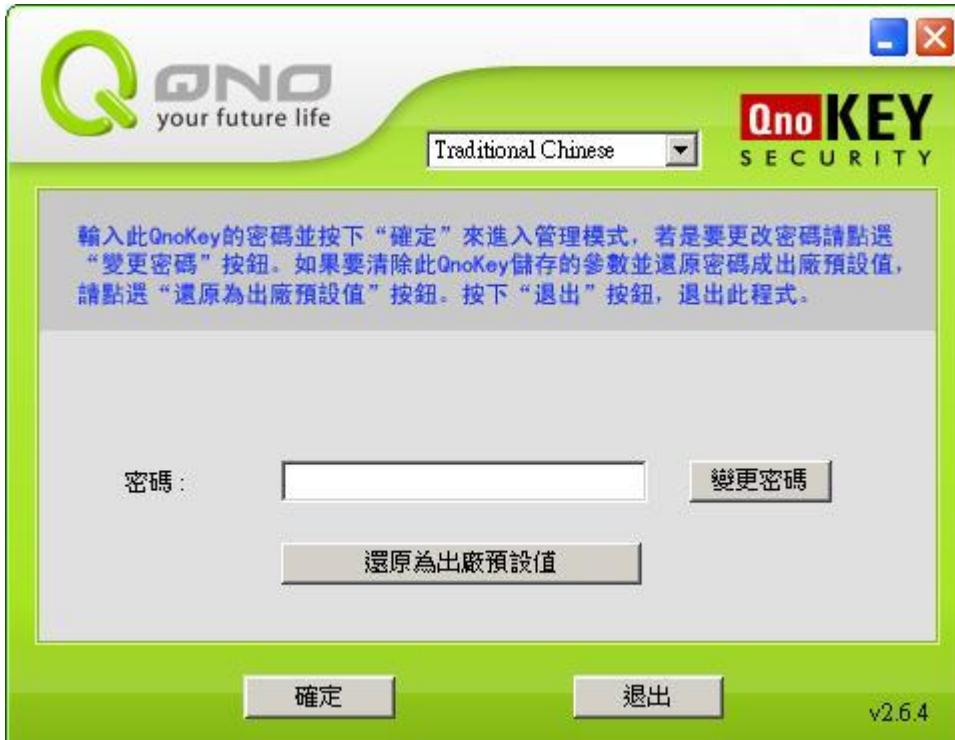 QNO
your future life
Traditional Chinese
Qno KEY
SECURITY
輸入此QnoKey的密碼並按下“確定”來進入管理模式，若是要更改密碼請點選
“變更密碼”按鈕。如果要清除此QnoKey儲存的參數並還原密碼成出廠預設值，
請點選“還原為出廠預設值”按鈕。按下“退出”按鈕，退出此程式。
密碼：
變更密碼
還原為出廠預設值
確定
退出
v2.6.4